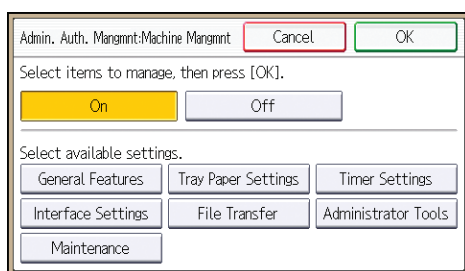 Admin. Auth. Mangmnt:Machine Mangmnt Cancel OK
Select items to manage, then press [OK].
On Off
Select available settings.
General Features Tray Paper Settings Timer Settings
Interface Settings File Transfer Administrator Tools
Maintenance